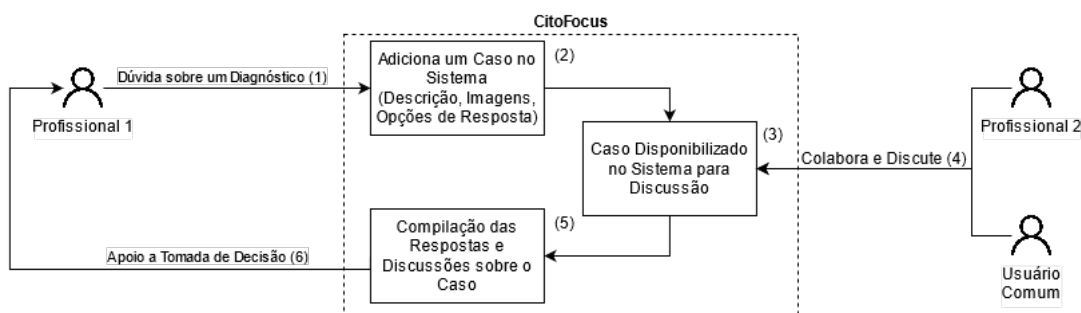 CitoFocus
Dúvida sobre um Diagnóstico (1)
Profissional 1
Adiciona um Caso no
Sistema
(Descrição, Imagens,
Opções de Resposta)
(2)
Caso Disponibilizado
no Sistema para
Discussão
(3)
Colabora e Discute (4)
Profissional 2
Usuário
Comum
Compilação das
Respostas e
Discussões sobre o
Caso
(5)
Apoio a Tomada de Decisão (6)